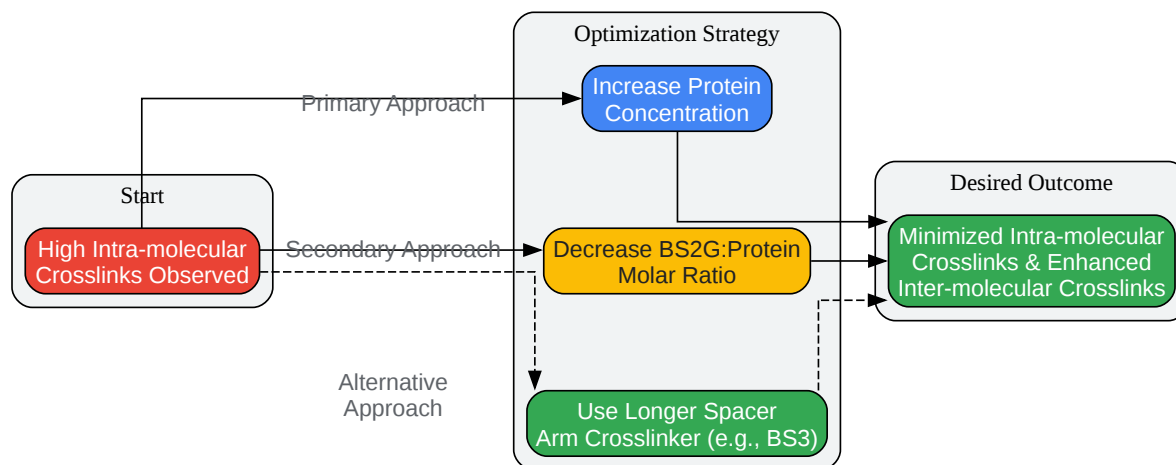 Optimization Strategy
Increase Protein
Concentration
Primary Approach
Start
High Intra-molecular
Crosslinks Observed
Secondary Approach
Decrease BS2G:Protein
Molar Ratio
Desired Outcome
Minimized Intra-molecular
Crosslinks & Enhanced
Inter-molecular Crosslinks
Alternative
Approach
Use Longer Spacer
Arm Crosslinker (e.g., BS3)